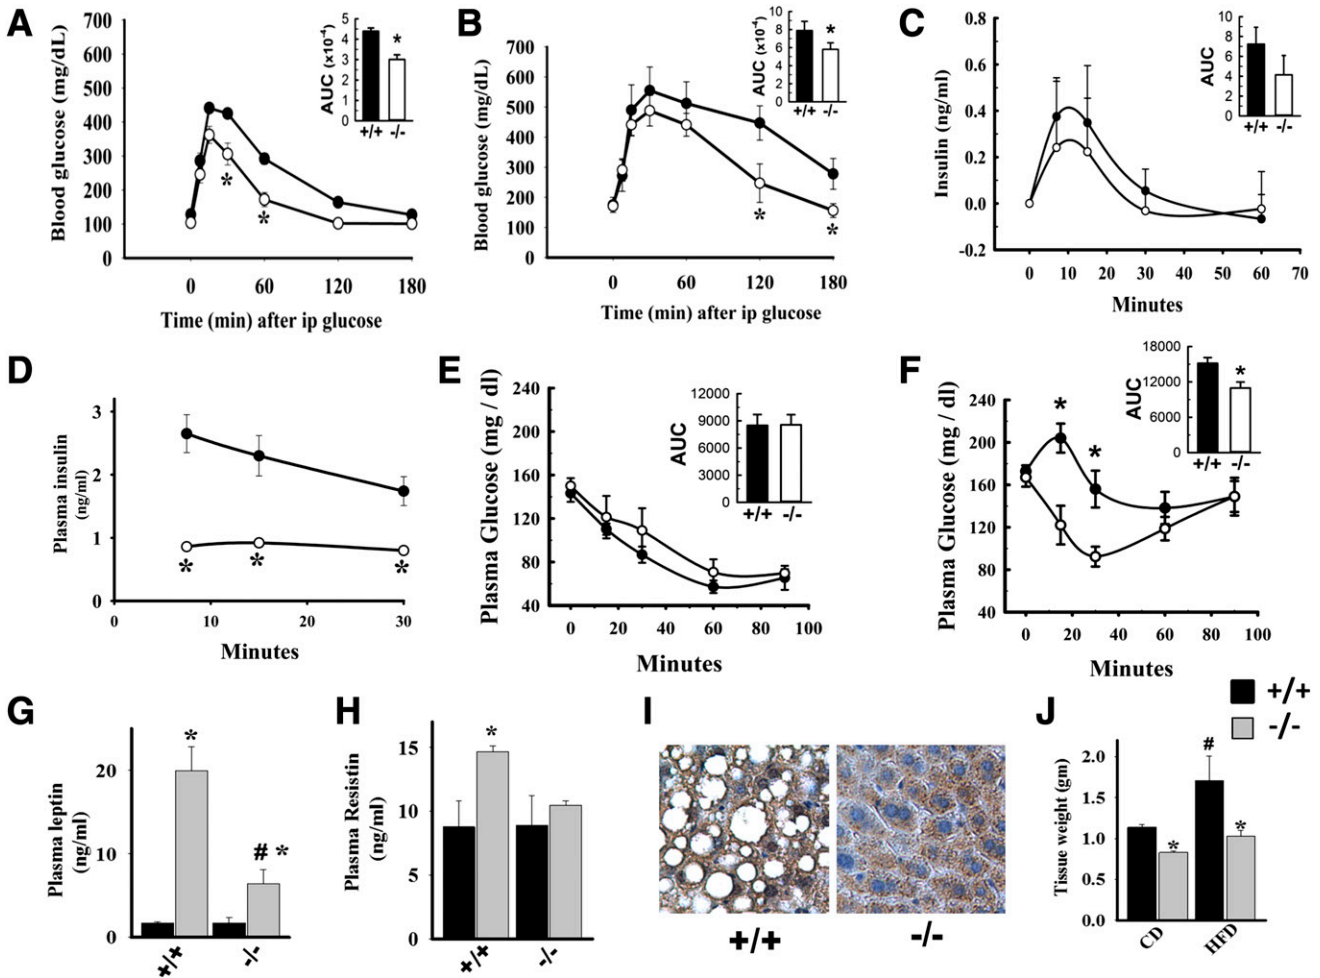 A
Blood glucose (mg/dL)
700
600
500
400
300
200
100
0
0 60 120 180
Time (min) after ip glucose
AUC (x10⁻⁴)
5
4
3
2
1
0
*
+/+ -/-
*
*
B
Blood glucose (mg/dL)
700
600
500
400
300
200
100
0
0 60 120 180
Time (min) after ip glucose
AUC (x10⁻⁴)
10
8
6
4
2
0
*
+/+ -/-
*
*
C
Insulin (ng/ml)
0.8
0.6
0.4
0.2
0.0
-0.2
0 10 20 30 40 50 60 70
Minutes
AUC
10
8
6
4
2
0
+/+ -/-
D
Plasma insulin
(ng/ml)
3
2
1
0
* * *
0 10 20 30
Minutes
E
Plasma Glucose (mg / dl)
240
200
160
120
80
40
0 20 40 60 80 100
Minutes
AUC
12000
9000
6000
3000
0
+/+ -/-
F
Plasma Glucose (mg / dl)
240
200
160
120
80
40
0 20 40 60 80 100
Minutes
*
*
AUC
18000
12000
6000
0
*
+/+ -/-
G
Plasma leptin
(ng/ml)
20
10
0
*
# *
+/+ -/-
H
Plasma Resistin
(ng/ml)
15
10
5
0
*
+/+ -/-
I
+/+ -/-
J
+/+
-/-
Tissue weight (gm)
2.0
1.5
1.0
0.5
0.0
*
#
*
CD HFD